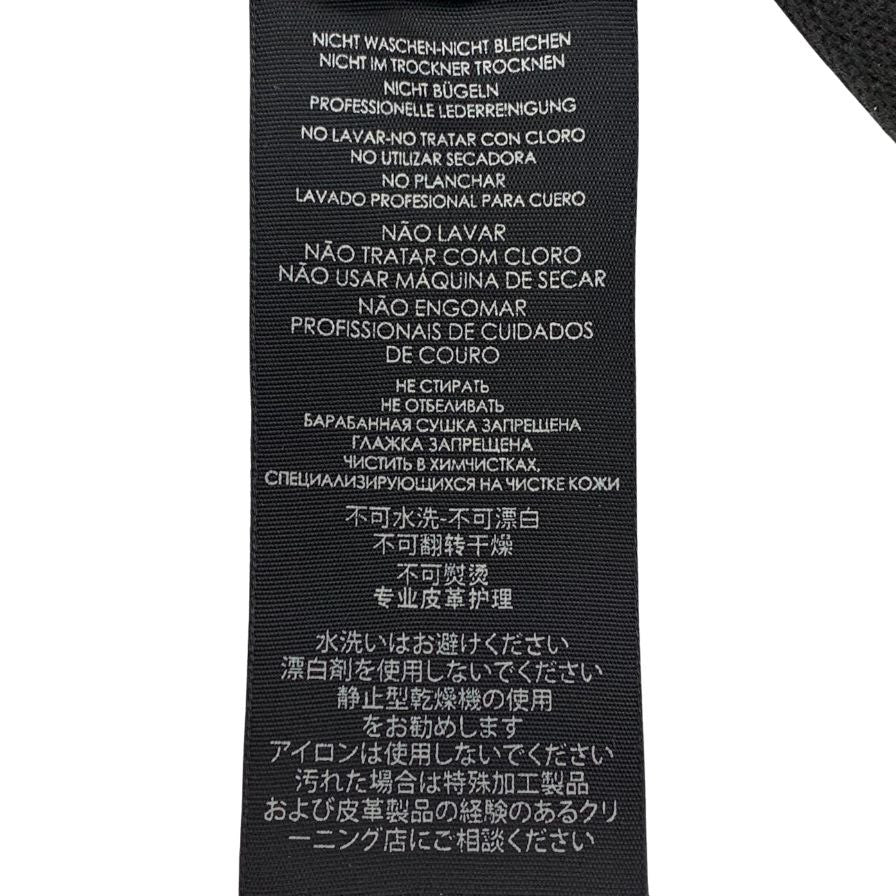 NICHT WASCHEN-NICHT BLEICHEN
NICHT IM TROCKNER TROCKNEN
NICHT BÜGELN
PROFESSIONELLE LEDERREINIGUNG
NO LAVAR-NO TRATAR CON CLORO
NO UTILIZAR SECADORA
NO PLANCHAR
LAVADO PROFESIONAL PARA CUERO
NÃO LAVAR
NÃO TRATAR COM CLORO
NÃO USAR MÁQUINA DE SECAR
NÃO ENGOMAR
PROFISSIONAIS DE CUIDADOS
DE COURO
НЕ СТИРАТЬ
НЕ ОТБЕЛИВАТЬ
БАРАБАННАЯ СУШКА ЗАПРЕЩЕНА
ГЛАЖКА ЗАПРЕЩЕНА
ЧИСТИТЬ В ХИМЧИСТКАХ,
СПЕЦИАЛИЗИРУЮЩИХСЯ НА ЧИСТКЕ КОЖИ
不可水洗-不可漂白
不可翻转干燥
不可熨烫
专业皮革护理
水洗いはお避けください
漂白剤を使用しないでください
静止型乾燥機の使用
をお勧めします
アイロンは使用しないでください
汚れた場合は特殊加工製品
および皮革製品の経験のあるクリ
ーニング店にご相談ください